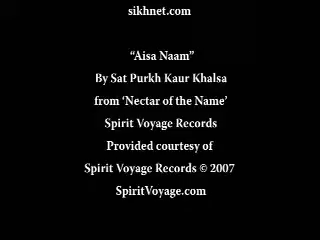 sikhnet.com
“Aisa Naam”
By Sat Purkh Kaur Khalsa
from ‘Nectar of the Name’
Spirit Voyage Records
Provided courtesy of
Spirit Voyage Records © 2007
SpiritVoyage.com